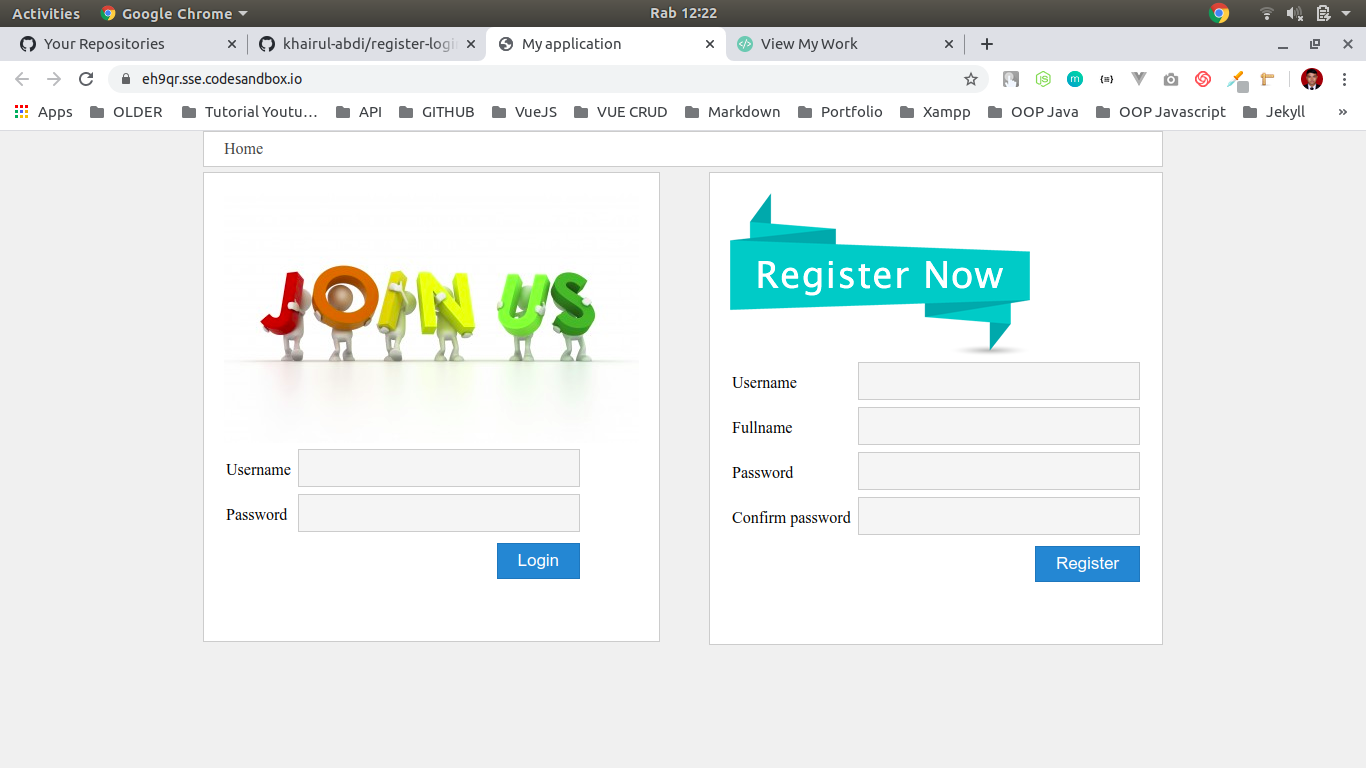 Activities Google Chrome Rab 12:22
Your Repositories khairul-abdi/register-logi My application View My Work
eh9qr.sse.codesandbox.io
Apps OLDER Tutorial Youtu… API GITHUB VueJS VUE CRUD Markdown Portfolio Xampp OOP Java OOP Javascript Jekyll »
Home
JOIN US
Username
Password
Login
Register Now
Username
Fullname
Password
Confirm password
Register